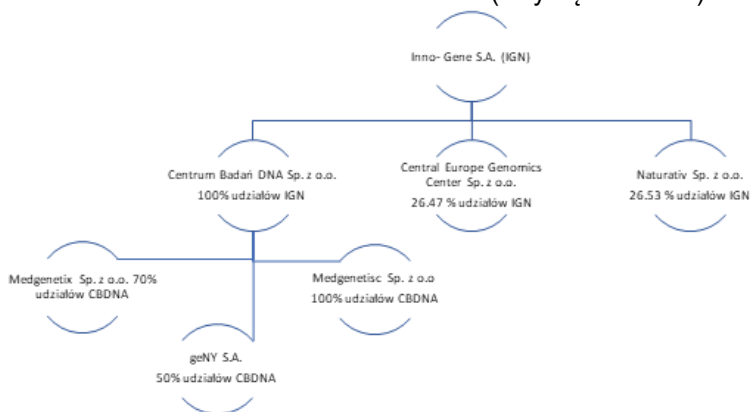 Inno- Gene S.A. (IGN)
Centrum Badań DNA Sp. z o.o.
100% udziałów IGN
Central Europe Genomics
Center Sp. z o.o.
26.47 % udziałów IGN
Naturativ Sp. z o.o.
26.53 % udziałów IGN
Medgenetix Sp. z o.o. 70%
udziałów CBDNA
Medgenetisc Sp. z o.o
100% udziałów CBDNA
geNY S.A.
50% udziałów CBDNA